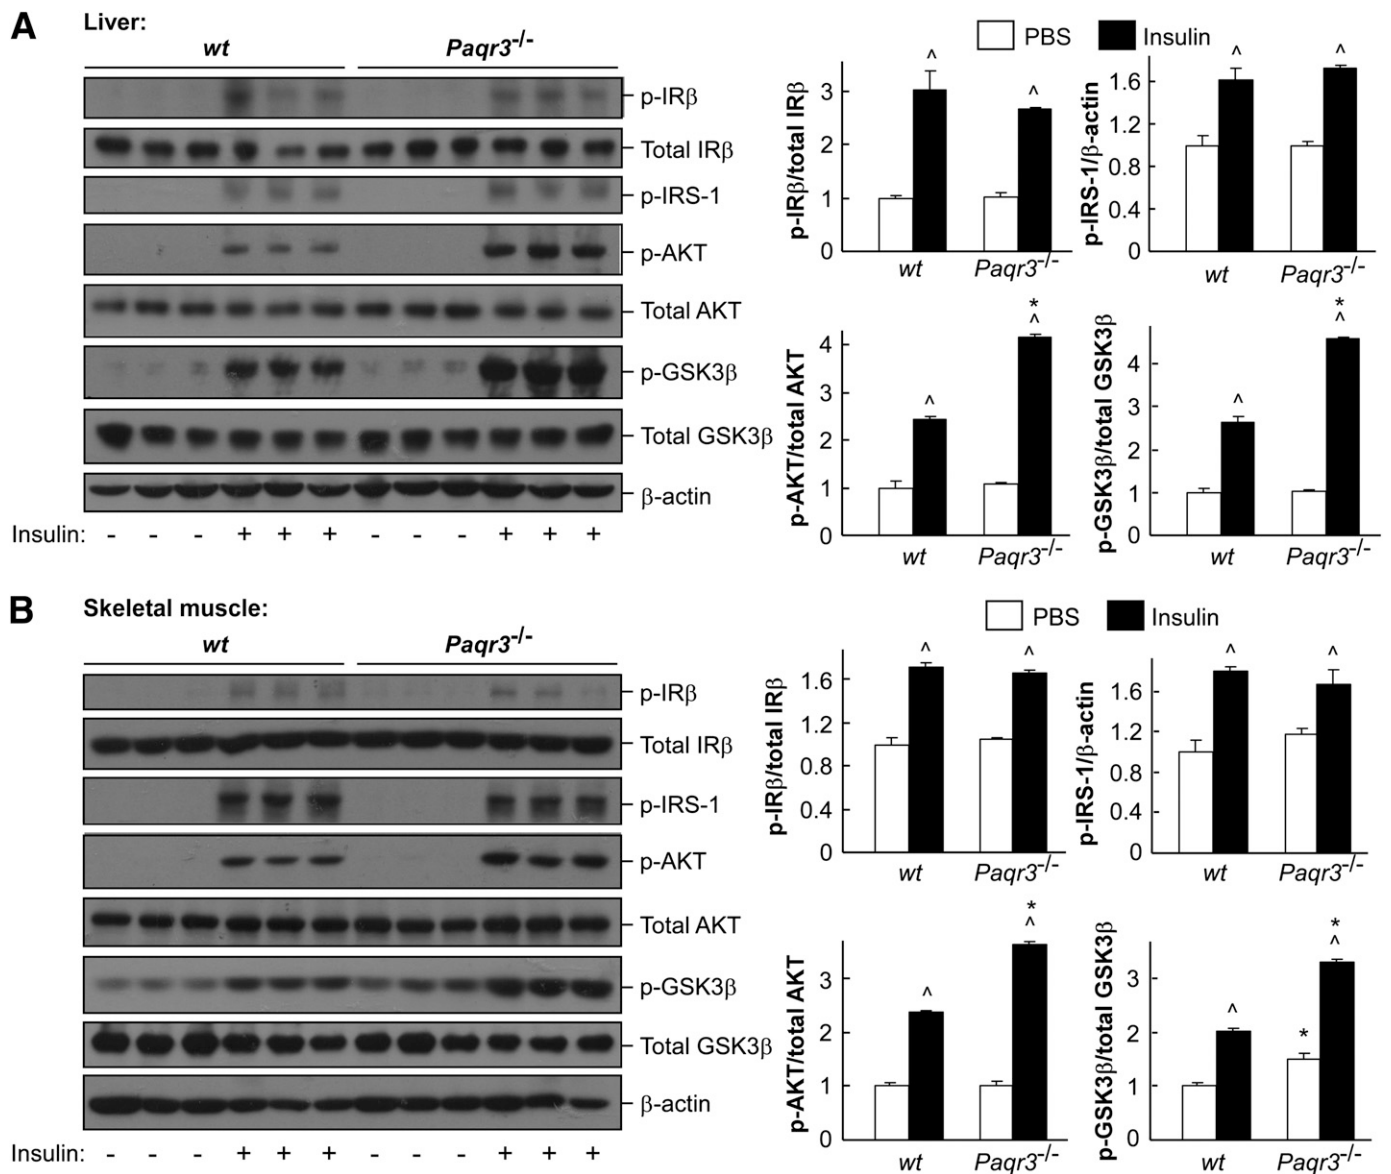 A
Liver:
wt Paqr3-/-
p-IRβ
Total IRβ
p-IRS-1
p-AKT
Total AKT
p-GSK3β
Total GSK3β
β-actin
Insulin: - - - + + + - - - + + +
PBS Insulin
p-IRβ/total IRβ
3
2
1
0
^ ^
wt Paqr3-/-
p-IRS-1/β-actin
1.6
1.2
0.8
0.4
0
^ ^
wt Paqr3-/-
p-AKT/total AKT
4
3
2
1
0
^ * ^
wt Paqr3-/-
p-GSK3β/total GSK3β
4
3
2
1
0
^ * ^
wt Paqr3-/-
B
Skeletal muscle:
wt Paqr3-/-
p-IRβ
Total IRβ
p-IRS-1
p-AKT
Total AKT
p-GSK3β
Total GSK3β
β-actin
Insulin: - - - + + + - - - + + +
PBS Insulin
p-IRβ/total IRβ
1.6
1.2
0.8
0.4
0
^ ^
wt Paqr3-/-
p-IRS-1/β-actin
1.6
1.2
0.8
0.4
0
^ ^
wt Paqr3-/-
p-AKT/total AKT
3
2
1
0
^ * ^
wt Paqr3-/-
p-GSK3β/total GSK3β
3
2
1
0
^ * * ^
wt Paqr3-/-